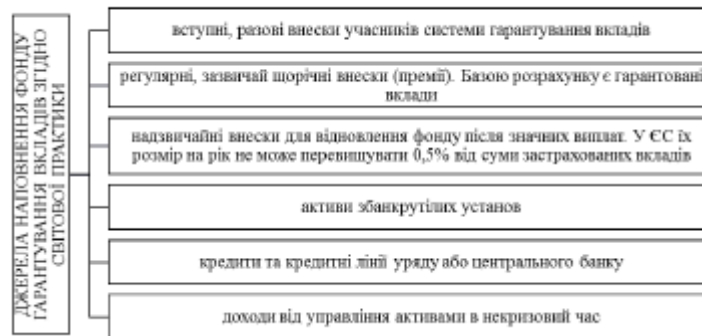 ДЖЕРЕЛА НАПОВНЕННЯ ФОНДУ
ГАРАНТУВАННЯ ВКЛАДІВ ЗГІДНО
СВІТОВОЇ ПРАКТИКИ
вступні, разові внески учасників системи гарантування вкладів
регулярні, зазвичай щорічні внески (премії). Базою розрахунку є гарантовані
вклади
надзвичайні внески для відновлення фонду після значних виплат. У ЄС їх
розмір на рік не може перевищувати 0,5% від суми застрахованих вкладів
активи збанкрутілих установ
кредити та кредитні лінії уряду або центрального банку
доходи від управління активами в некризовий час